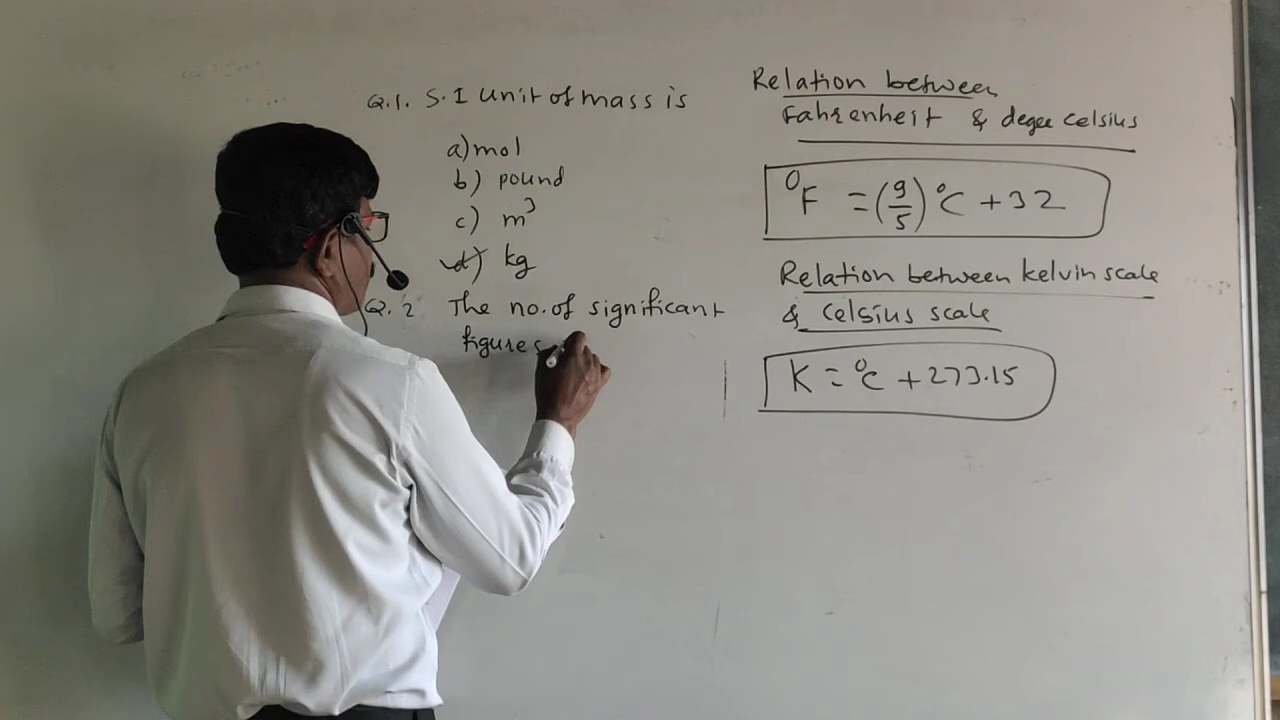 Q.1. S.I unit of mass is
a) mol
b) pound
c) m³
d) kg
Q.2 The no. of significant
figures
Relation between
Fahrenheit & degee celsius
⁰F = (9/5) ⁰C + 32
Relation between kelvin scale
& celsius scale
K = ⁰C + 273.15